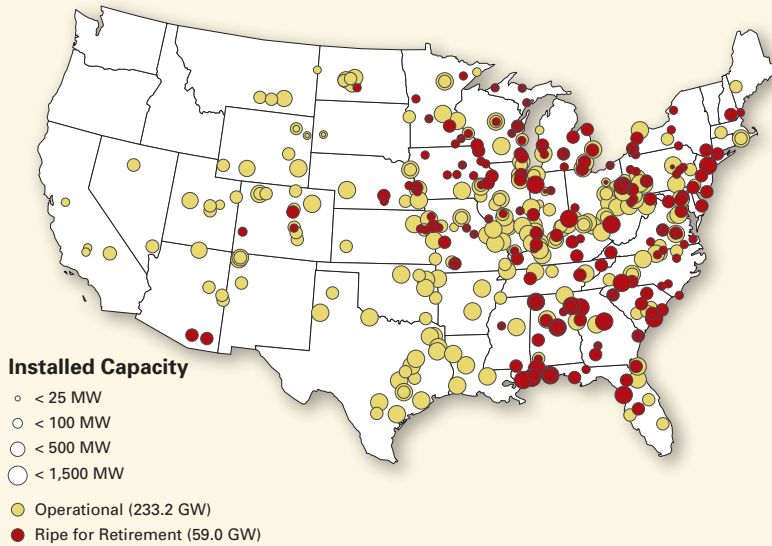 Installed Capacity
< 25 MW
< 100 MW
< 500 MW
< 1,500 MW
Operational (233.2 GW)
Ripe for Retirement (59.0 GW)